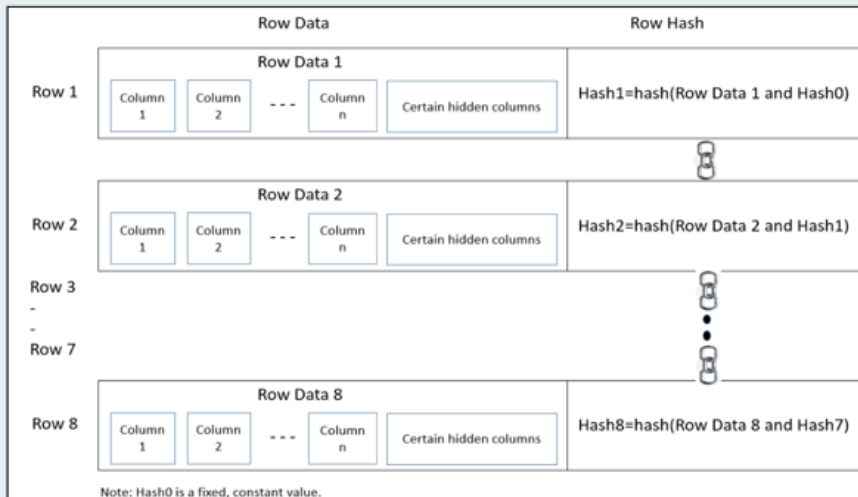 Row Data Row Hash
Row Data 1
Row 1
Column 1
Column 2
- - -
Column n
Certain hidden columns
Hash1=hash(Row Data 1 and Hash0)
Row Data 2
Row 2
Column 1
Column 2
- - -
Column n
Certain hidden columns
Hash2=hash(Row Data 2 and Hash1)
Row 3
-
-
Row 7
Row Data 8
Row 8
Column 1
Column 2
- - -
Column n
Certain hidden columns
Hash8=hash(Row Data 8 and Hash7)
Note: Hash0 is a fixed, constant value.